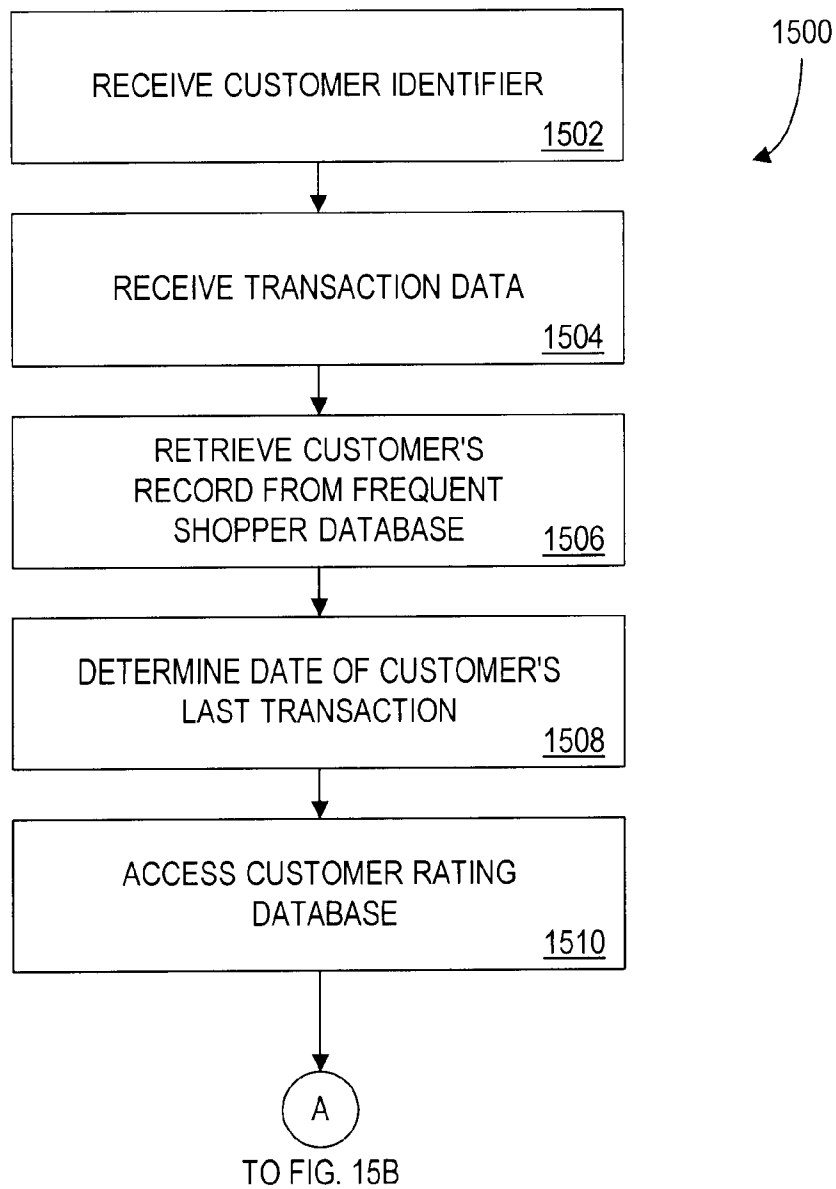 1500
RECEIVE CUSTOMER IDENTIFIER
1502
RECEIVE TRANSACTION DATA
1504
RETRIEVE CUSTOMER'S
RECORD FROM FREQUENT
SHOPPER DATABASE
1506
DETERMINE DATE OF CUSTOMER'S
LAST TRANSACTION
1508
ACCESS CUSTOMER RATING
DATABASE
1510
A
TO FIG. 15B